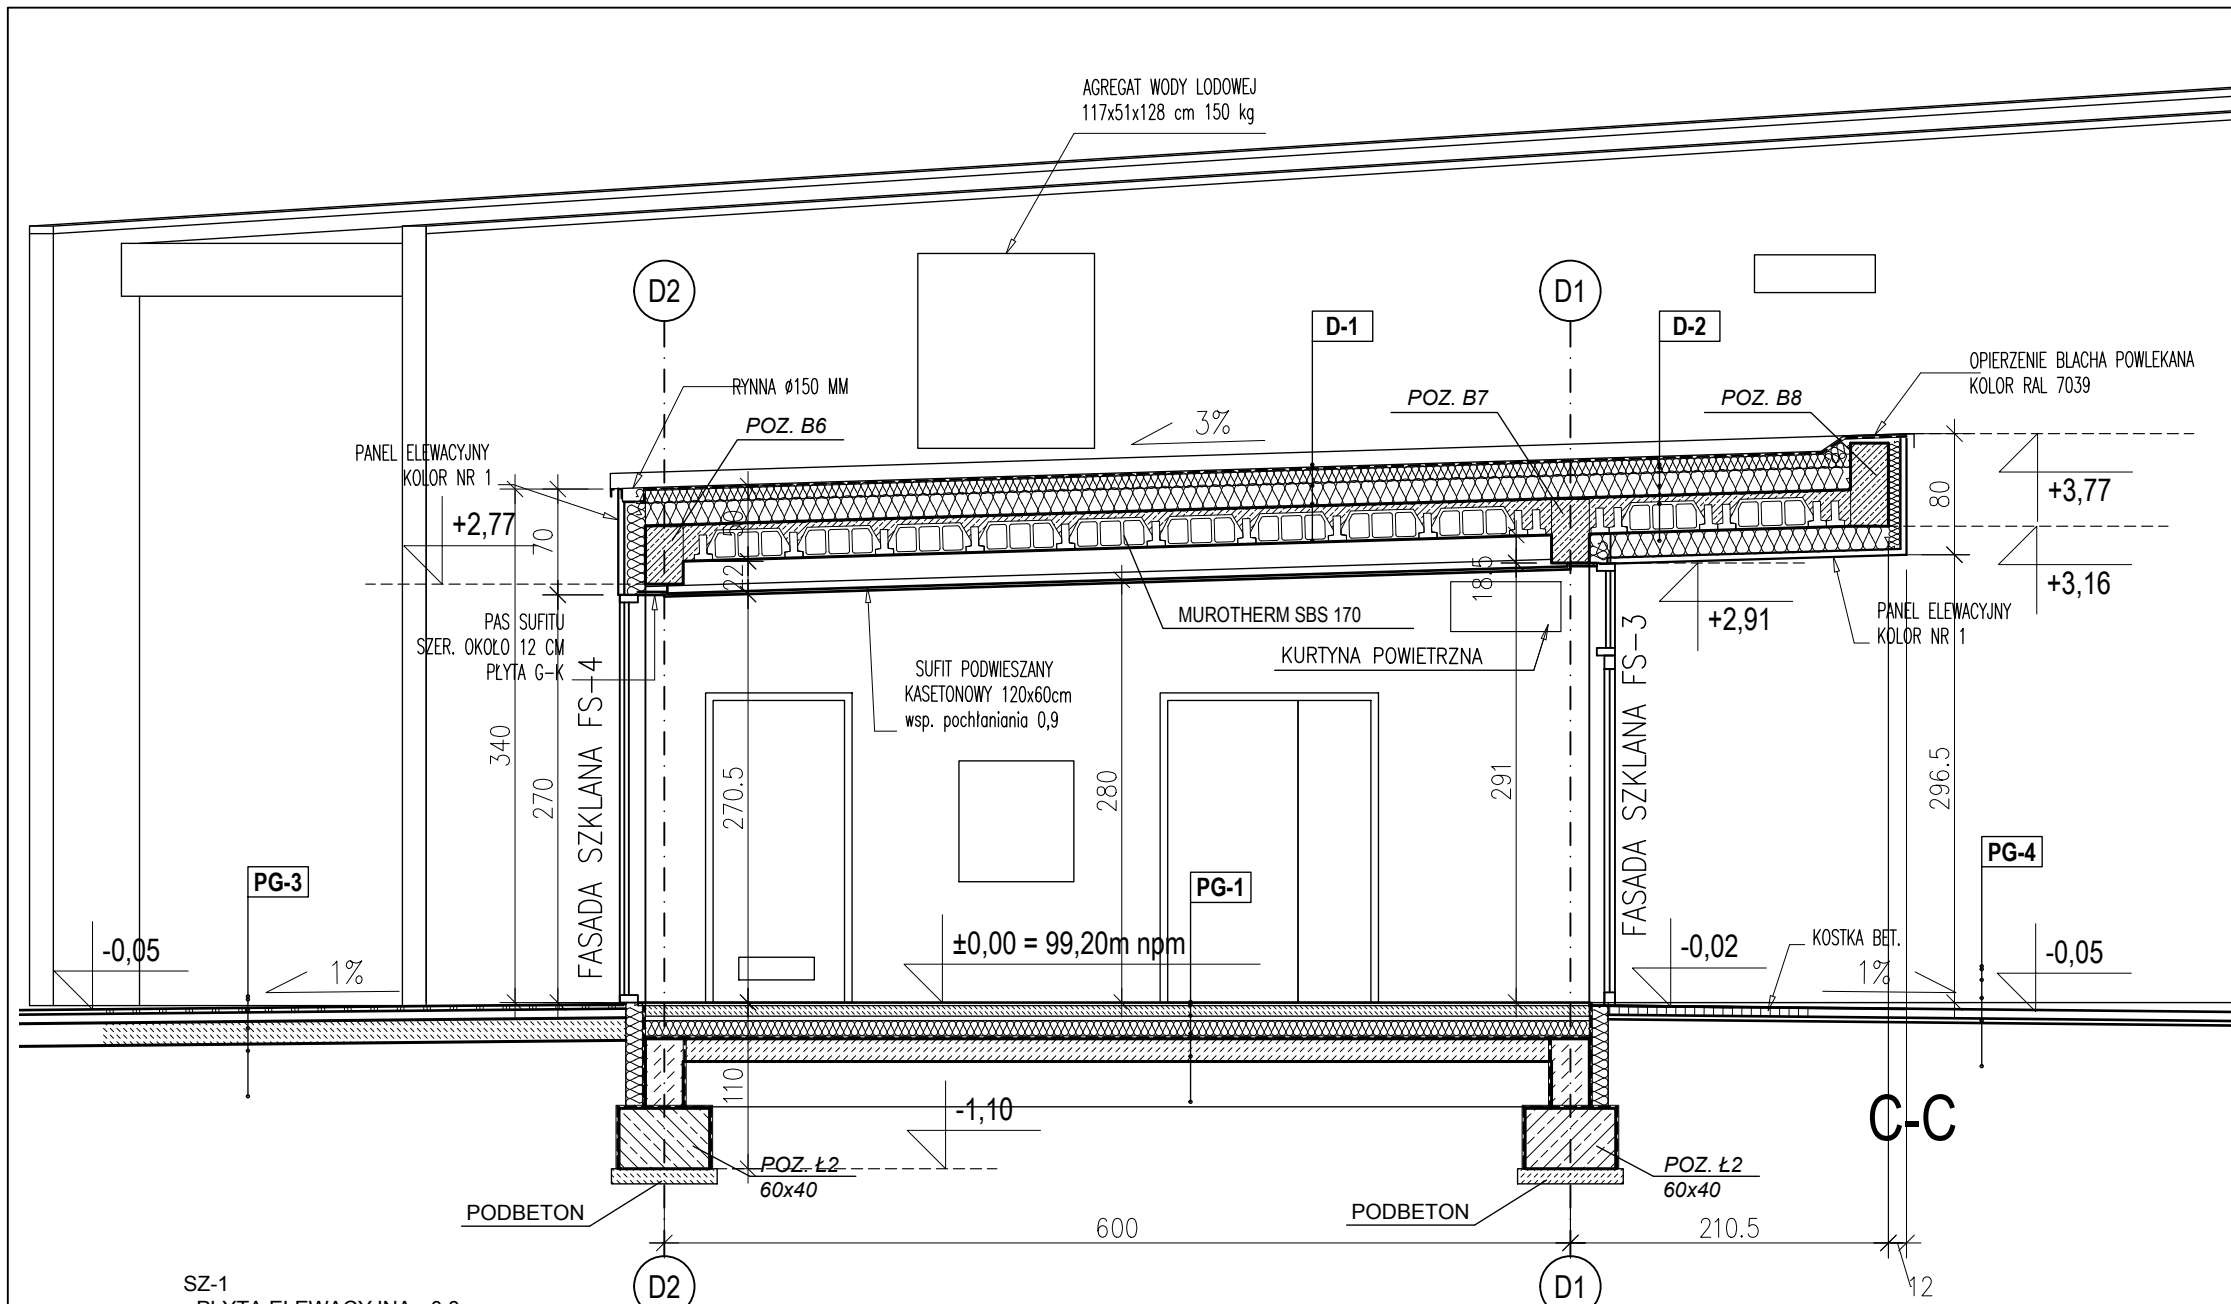 AGREGAT WODY LODOWEJ
117x51x128 cm 150 kg
D2
D1
D-1
D-2
OPIERZENIE BLACHA POWLEKANA
KOLOR RAL 7039
RYNNA ø150 MM
POZ. B6
POZ. B7
POZ. B8
3%
PANEL ELEWACYJNY
KOLOR NR 1
+2,77
70
22
18.5
80
+3,77
+3,16
+2,91
PANEL ELEWACYJNY
KOLOR NR 1
MUROTHERM SBS 170
KURTYNA POWIETRZNA
PAS SUFITU
SZER. OKOŁO 12 CM
PŁYTA G-K
SUFIT PODWIESZANY
KASETONOWY 120x60cm
wsp. pochłaniania 0,9
FASADA SZKLANA FS-4
FASADA SZKLANA FS-3
340
270
270.5
280
291
296.5
PG-3
PG-1
PG-4
-0,05
1%
±0,00 = 99,20m npm
-0,02
KOSTKA BET.
1%
-0,05
110
-1,10
C-C
POZ. Ł2
60x40
POZ. Ł2
60x40
PODBETON
PODBETON
600
210.5
12
D2
D1
SZ-1